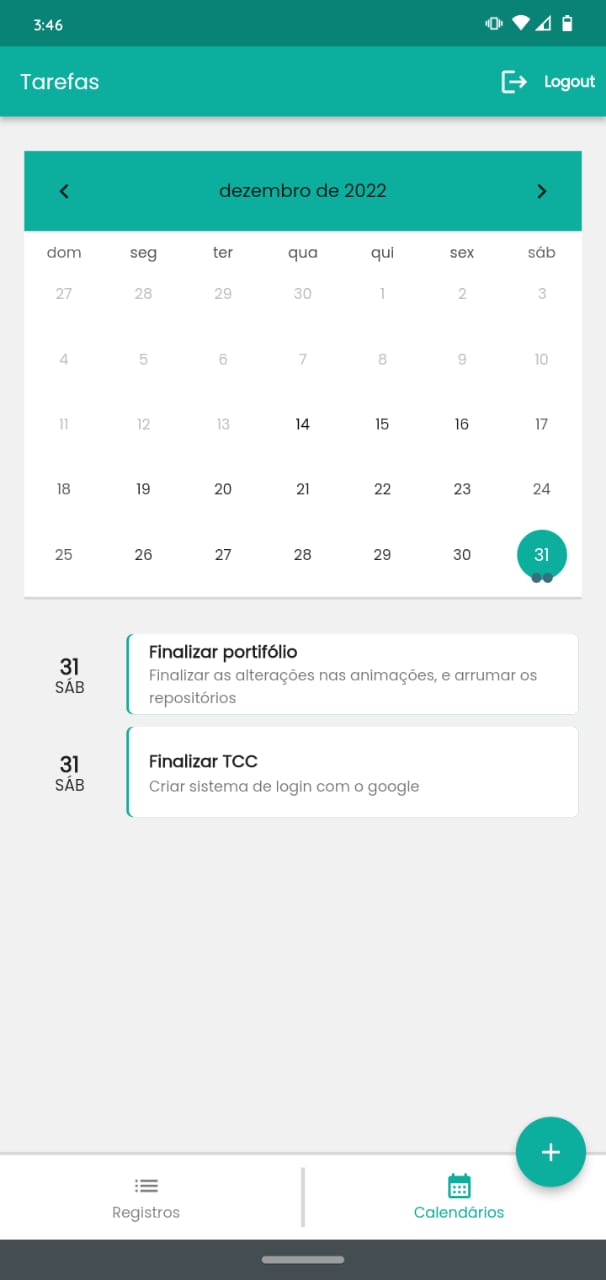 3:46
Tarefas
Logout
dezembro de 2022
dom seg ter qua qui sex sáb
27 28 29 30 1 2 3
4 5 6 7 8 9 10
11 12 13 14 15 16 17
18 19 20 21 22 23 24
25 26 27 28 29 30 31
31
SÁB
Finalizar portifólio
Finalizar as alterações nas animações, e arrumar os
repositórios
31
SÁB
Finalizar TCC
Criar sistema de login com o google
+
Registros
Calendários